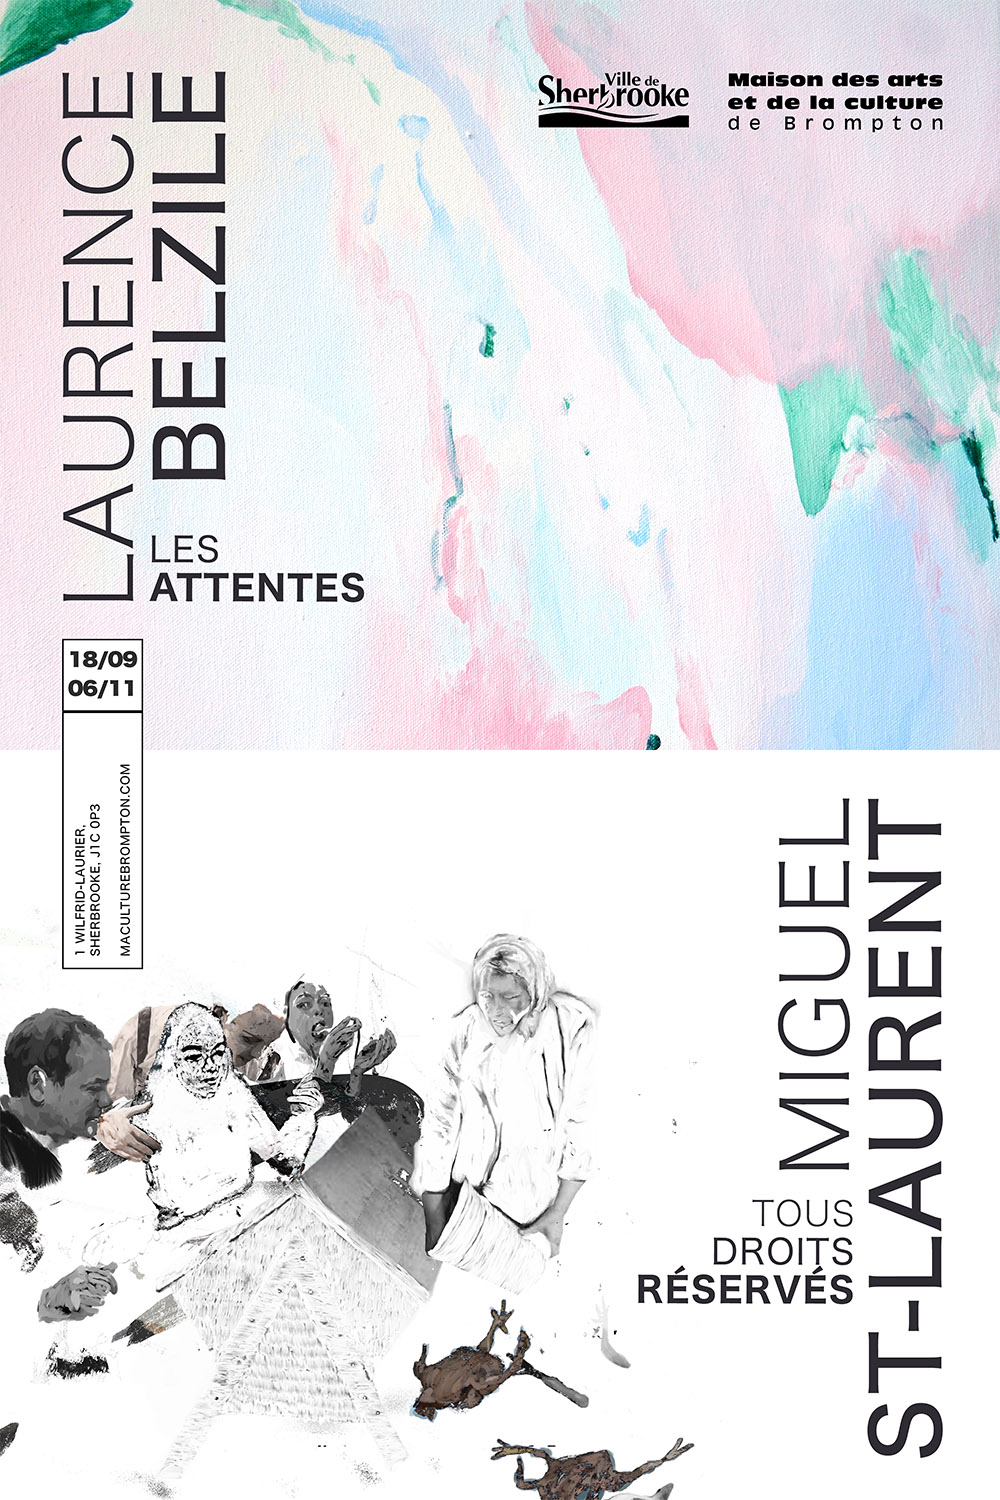 LAURENCE
BELZILE
LES
ATTENTES
Ville de
Sherbrooke
Maison des arts
et de la culture
de Brompton
18/09
06/11
1 WILFRID-LAURIER,
SHERBROOKE, J1C 0P3
MACULTUREBROMPTON.COM
MIGUEL
ST-LAURENT
TOUS
DROITS
RÉSERVÉS